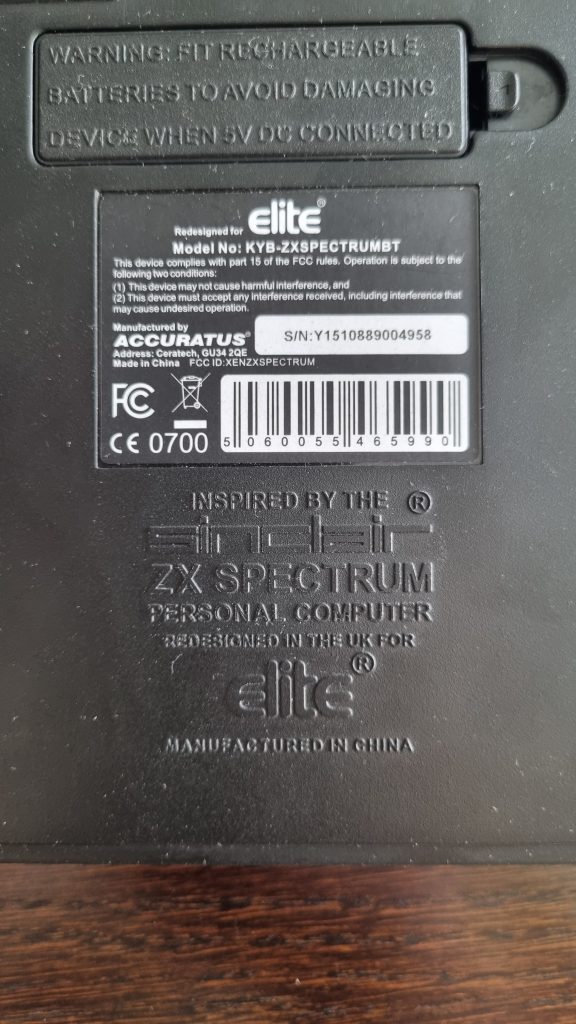 WARNING: FIT RECHARGEABLE
BATTERIES TO AVOID DAMAGING
DEVICE WHEN 5V DC CONNECTED
Redesigned for elite®
Model No: KYB-ZXSPECTRUMBT
This device complies with part 15 of the FCC rules. Operation is subject to the
following two conditions:
(1) This device may not cause harmful interference, and
(2) This device must accept any interference received, including interference that
may cause undesired operation.
Manufactured by
ACCURATUS®
S/N:Y1510889004958
Address: Ceratech, GU34 2QE
Made in China FCC ID:XENZXSPECTRUM
FC
CE 0700
5 060055 465990
INSPIRED BY THE ®
sinclair
ZX SPECTRUM
PERSONAL COMPUTER
REDESIGNED IN THE UK FOR
elite®
MANUFACTURED IN CHINA